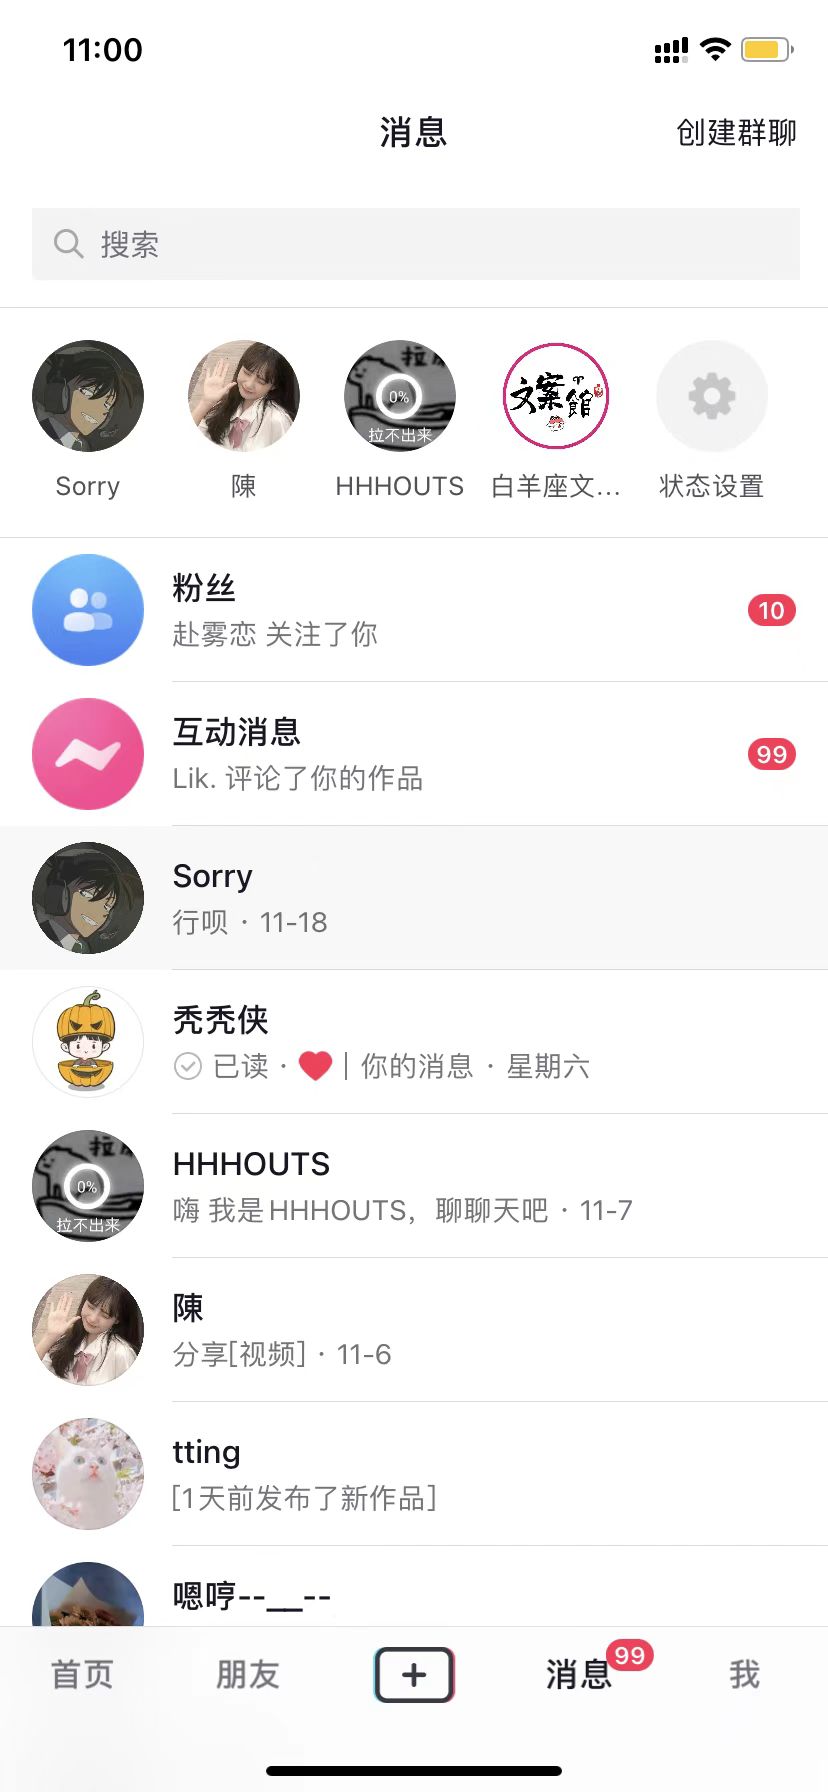 11:00
消息
创建群聊
搜索
0%
拉不出来
文案馆
Sorry
陳
HHHOUTS
白羊座文...
状态设置
粉丝
赴雾恋 关注了你
10
互动消息
Lik. 评论了你的作品
99
Sorry
行呗 · 11-18
秃秃侠
已读 · ❤️ | 你的消息 · 星期六
0%
拉不出来
HHHOUTS
嗨 我是HHHOUTS，聊聊天吧 · 11-7
陳
分享[视频] · 11-6
tting
[1天前发布了新作品]
嗯哼--__--
首页
朋友
消息
99
我